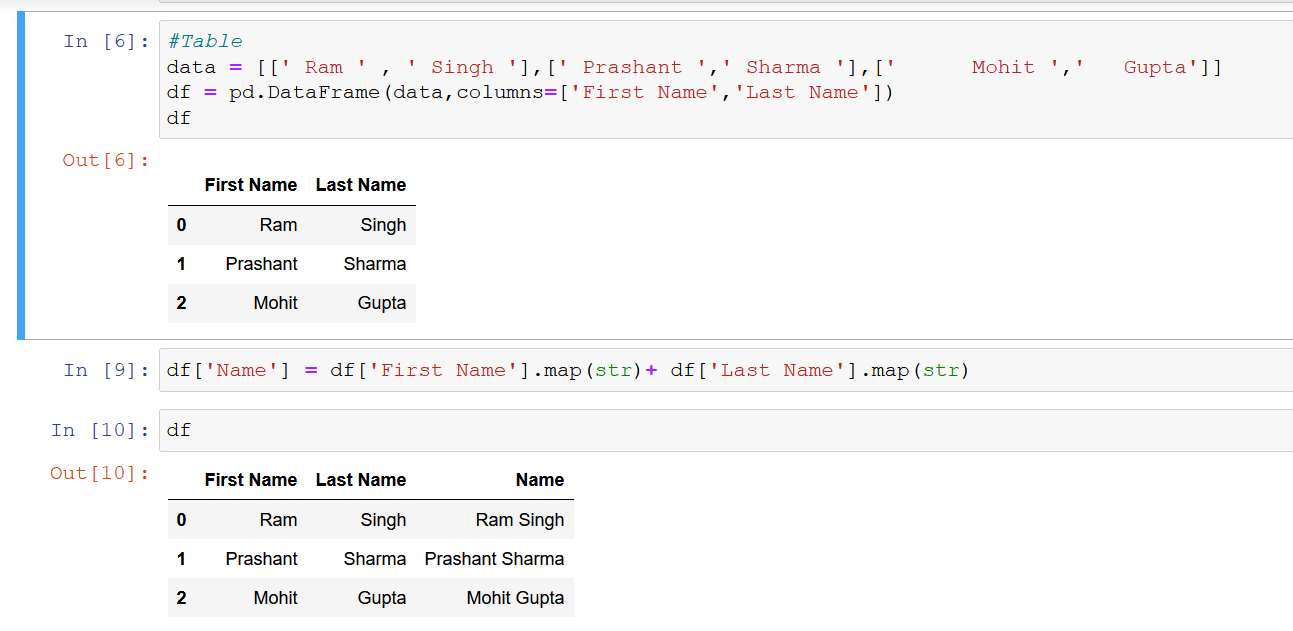 In [6]: #Table
data = [[' Ram ' , ' Singh '],[' Prashant ',' Sharma '],['      Mohit ','   Gupta']]
df = pd.DataFrame(data,columns=['First Name','Last Name'])
df
Out[6]:
First Name Last Name
0 Ram Singh
1 Prashant Sharma
2 Mohit Gupta
In [9]: df['Name'] = df['First Name'].map(str)+ df['Last Name'].map(str)
In [10]: df
Out[10]:
First Name Last Name Name
0 Ram Singh Ram Singh
1 Prashant Sharma Prashant Sharma
2 Mohit Gupta Mohit Gupta